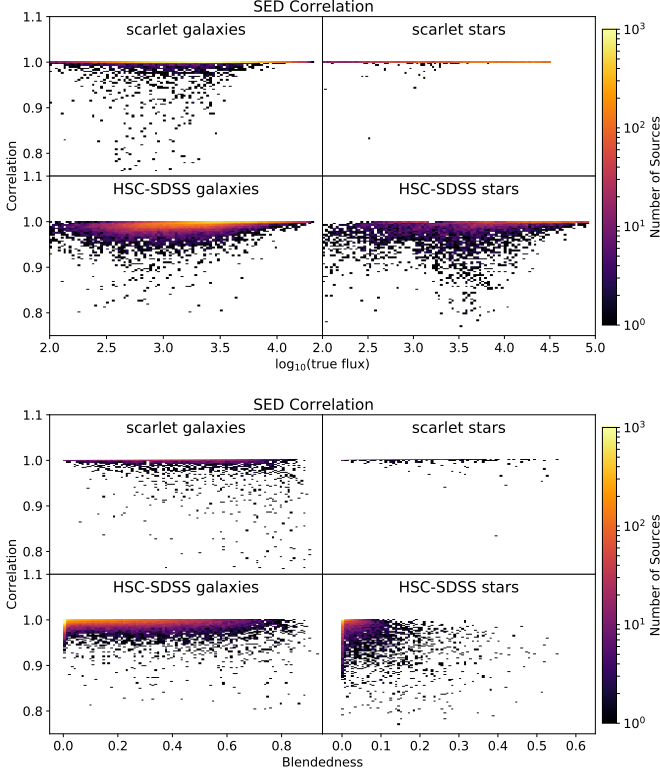 SED Correlation
scarlet galaxies
scarlet stars
HSC-SDSS galaxies
HSC-SDSS stars
1.1
1.0
0.9
0.8
1.1
1.0
0.9
0.8
Correlation
2.0 2.5 3.0 3.5 4.0 2.0 2.5 3.0 3.5 4.0 4.5 5.0
log₁₀(true flux)
10³
10²
10¹
10⁰
Number of Sources
SED Correlation
scarlet galaxies
scarlet stars
HSC-SDSS galaxies
HSC-SDSS stars
1.1
1.0
0.9
0.8
1.1
1.0
0.9
0.8
Correlation
0.0 0.2 0.4 0.6 0.8 0.0 0.1 0.2 0.3 0.4 0.5 0.6
Blendedness
10³
10²
10¹
10⁰
Number of Sources